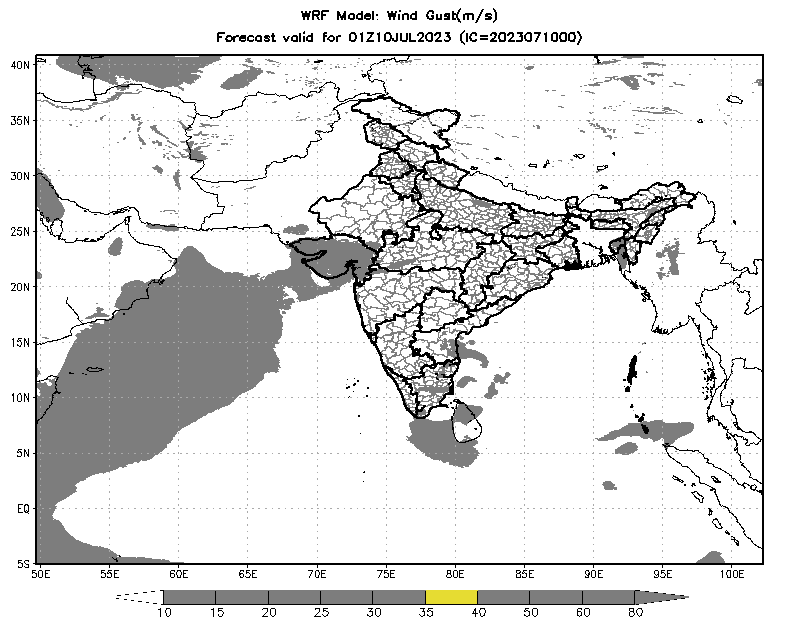 WRF Model: Wind Gust(m/s)
Forecast valid for 01Z10JUL2023 (IC=2023071000)
40N
35N
30N
25N
20N
15N
10N
5N
EQ
5S
50E 55E 60E 65E 70E 75E 80E 85E 90E 95E 100E
10 15 20 25 30 35 40 50 60 80